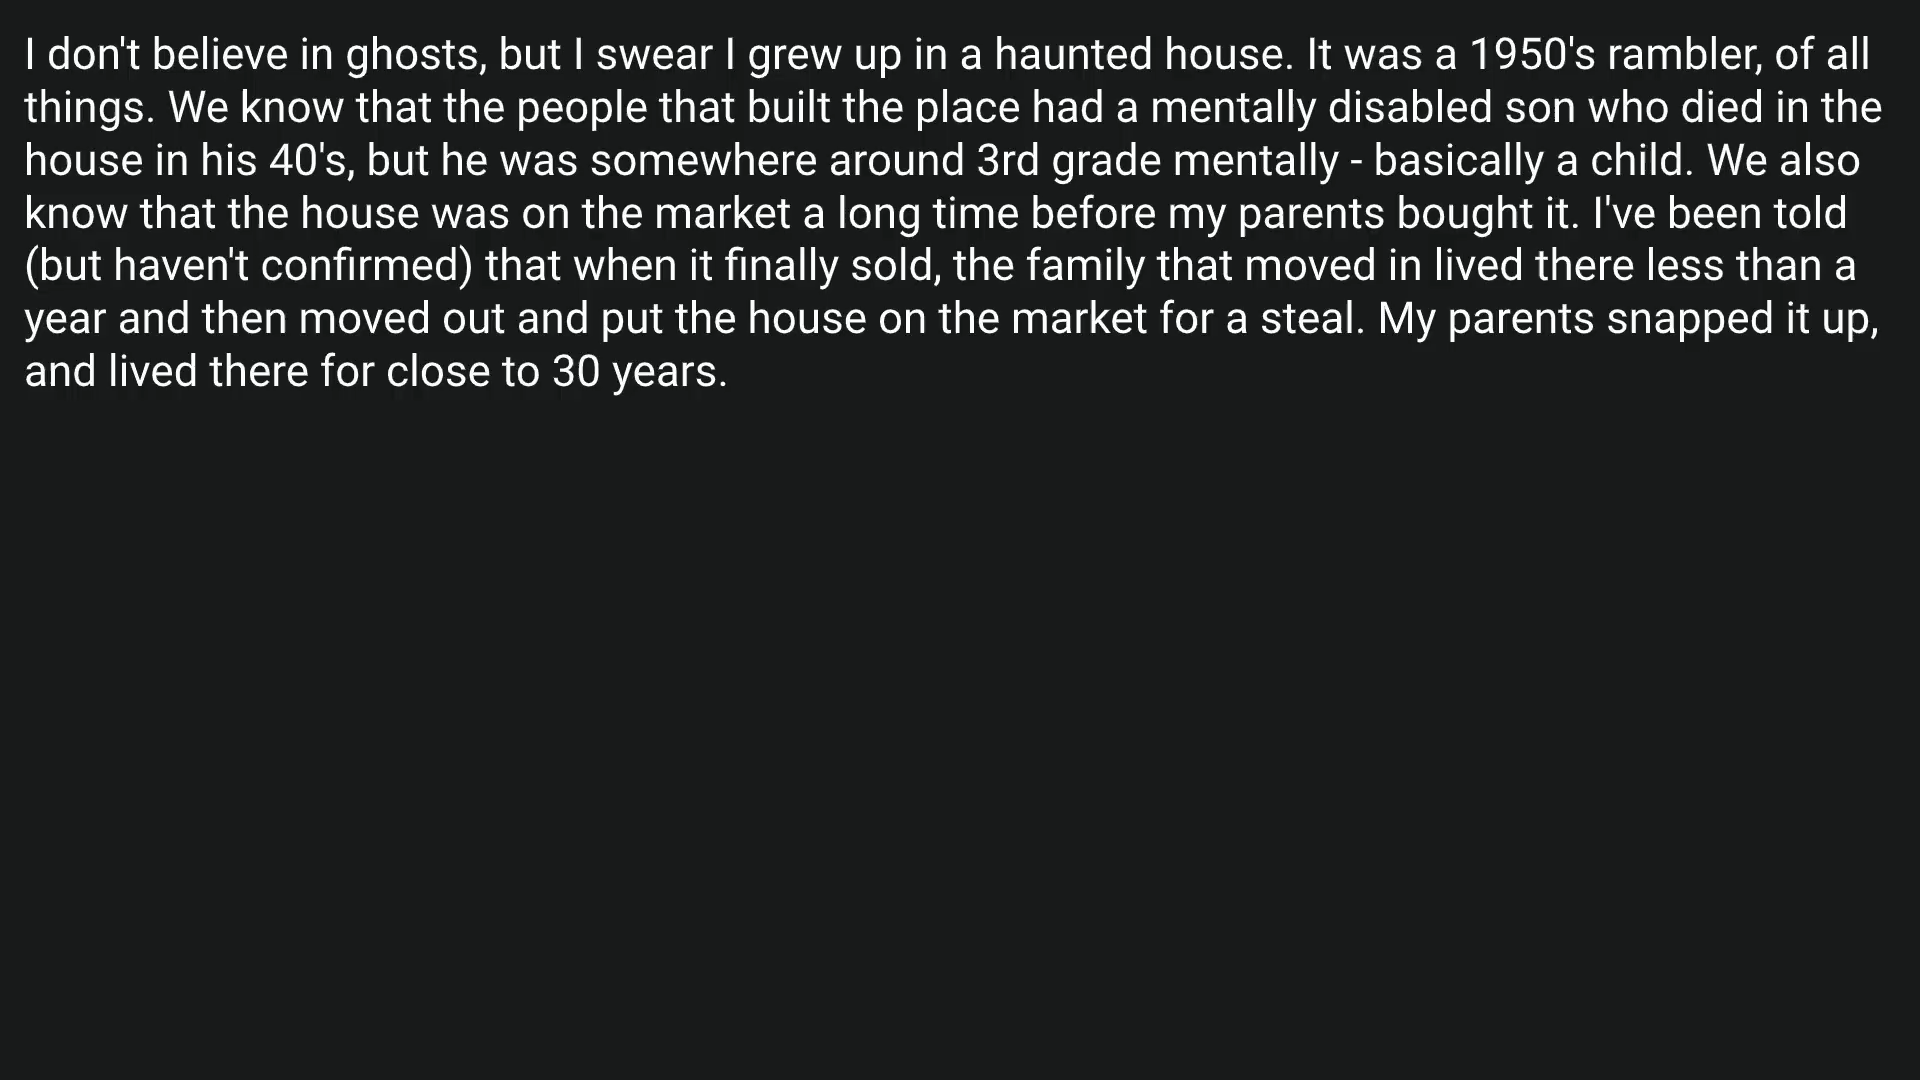 I don't believe in ghosts, but I swear I grew up in a haunted house. It was a 1950's rambler, of all
things. We know that the people that built the place had a mentally disabled son who died in the
house in his 40's, but he was somewhere around 3rd grade mentally - basically a child. We also
know that the house was on the market a long time before my parents bought it. I've been told
(but haven't confirmed) that when it finally sold, the family that moved in lived there less than a
year and then moved out and put the house on the market for a steal. My parents snapped it up,
and lived there for close to 30 years.